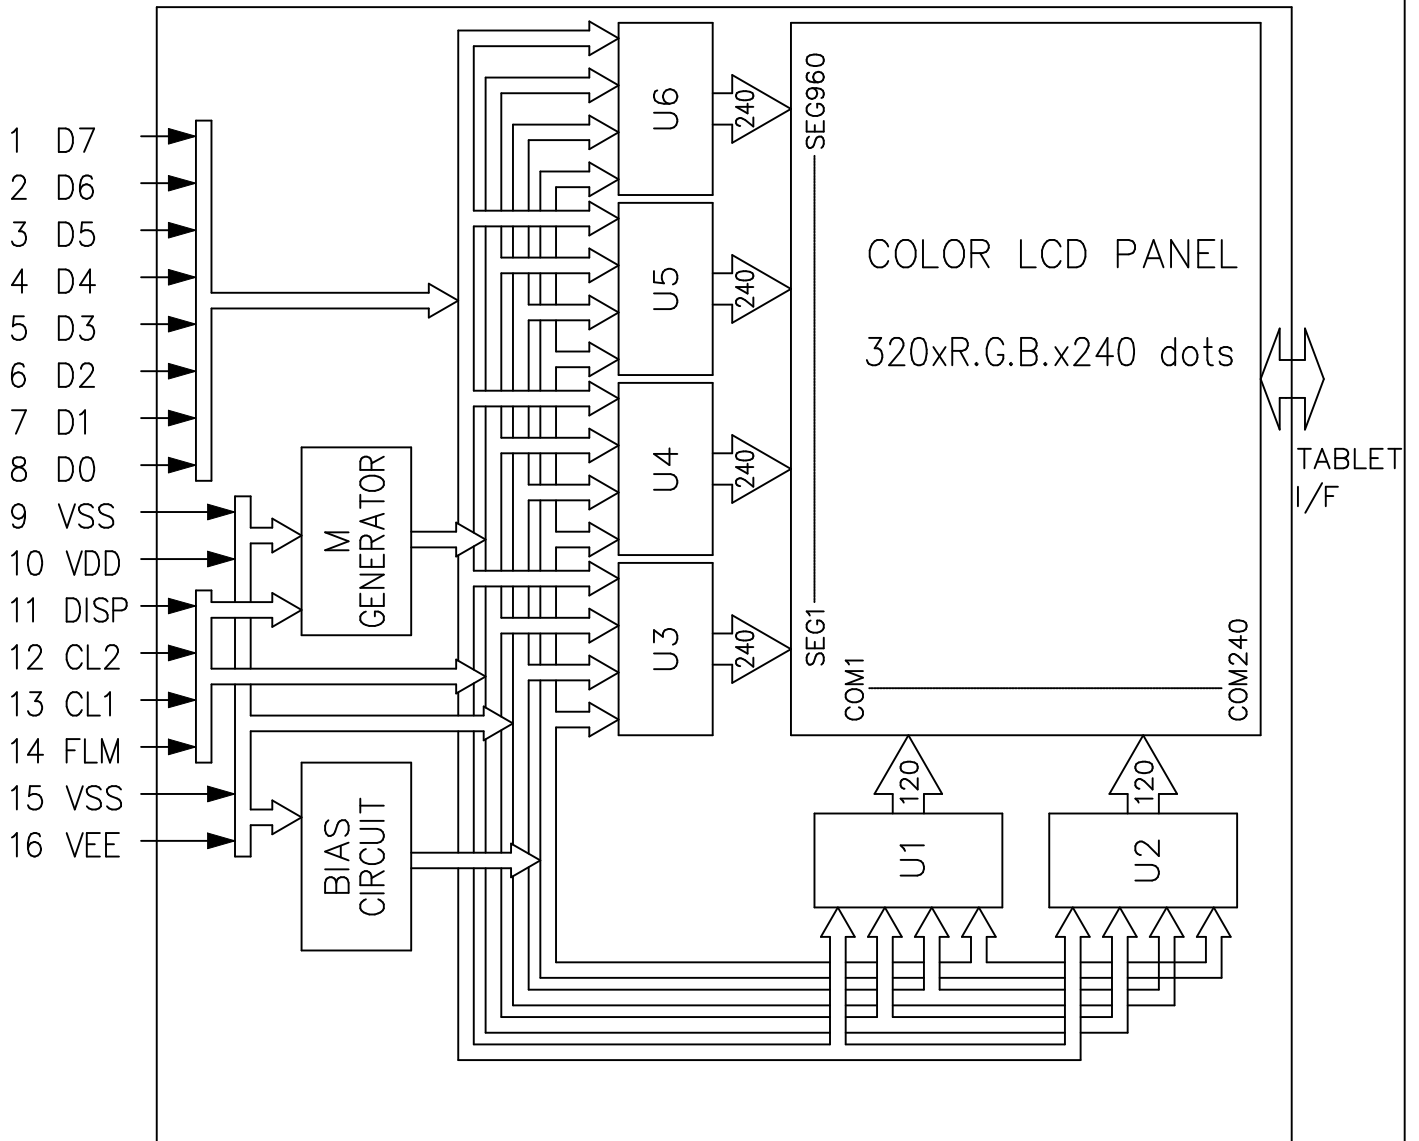 1 D7
2 D6
3 D5
4 D4
5 D3
6 D2
7 D1
8 D0
9 VSS
10 VDD
11 DISP
12 CL2
13 CL1
14 FLM
15 VSS
16 VEE
M
GENERATOR
BIAS
CIRCUIT
U6
240
U5
240
U4
240
U3
240
SEG960
SEG1
COLOR LCD PANEL
320xR.G.B.x240 dots
COM1
COM240
TABLET
I/F
120
120
U1
U2